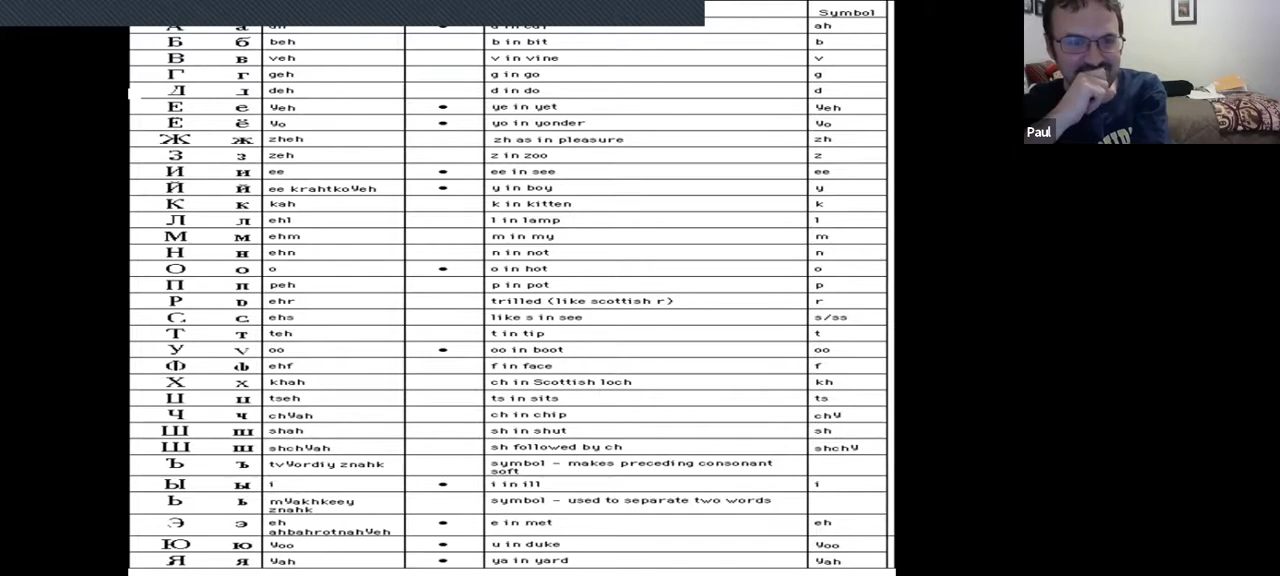 Symbol
А а ah ah
Б б beh b in bit b
В в veh v in vine v
Г г geh g in go g
Д д deh d in do d
Е е yeh • ye in yet yeh
Е ё yo • yo in yonder yo
Ж ж zheh zh as in pleasure zh
З з zeh z in zoo z
И и ee • ee in see ee
Й й ee krahtkoyeh • y in boy y
К к kah k in kitten k
Л л ehl l in lamp l
М м ehm m in my m
Н н ehn n in not n
О о o • o in hot o
П п peh p in pot p
Р р ehr trilled (like scottish r) r
С с ehs like s in see s/ss
Т т teh t in tip t
У у oo • oo in boot oo
Ф ф ehf f in face f
Х х khah ch in Scottish loch kh
Ц ц tseh ts in sits ts
Ч ч chyah ch in chip chy
Ш ш shah sh in shut sh
Щ щ shchyah sh followed by ch shchy
Ъ ъ tvyordiy znahk symbol - makes preceding consonant
soft
Ы ы i • i in ill i
Ь ь myakhkeey symbol - used to separate two words
znahk
Э э eh • e in met eh
ahbahrotnahyeh
Ю ю yoo • u in duke yoo
Я я yah • ya in yard yah
Paul